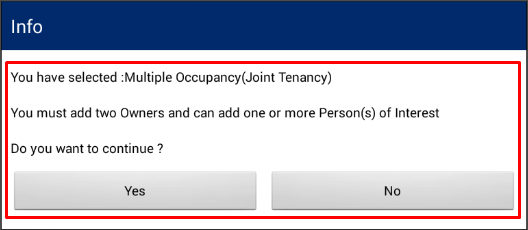 Info
You have selected :Multiple Occupancy(Joint Tenancy)
You must add two Owners and can add one or more Person(s) of Interest
Do you want to continue ?
Yes
No